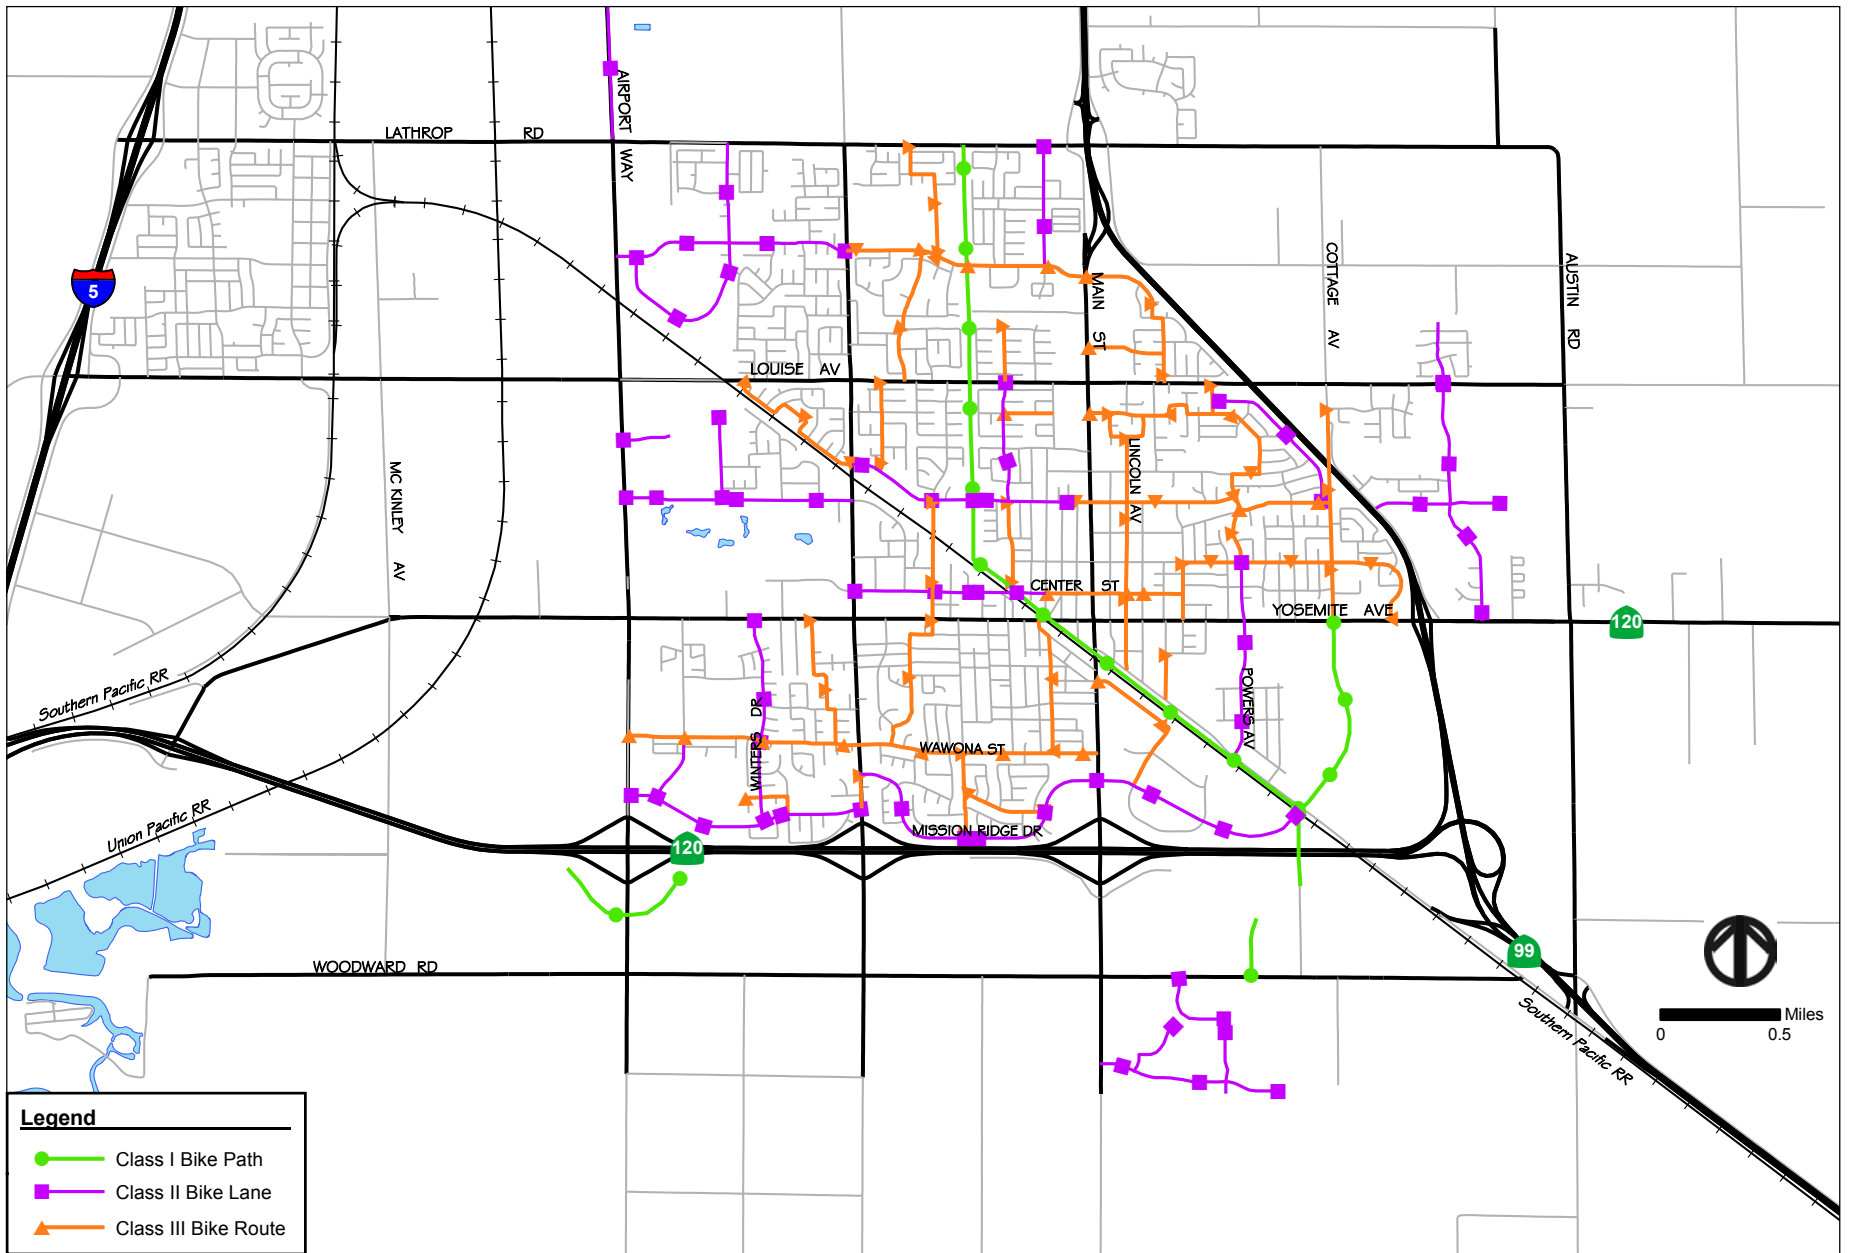 LATHROP RD
AIRPORT WAY
5
COTTAGE AV
AUSTIN RD
MAIN ST
LOUISE AV
MC KINLEY AV
LINCOLN AV
CENTER ST
YOSEMITE AVE
120
Southern Pacific RR
POWERS AV
WINTERS DR
WAWONA ST
Union Pacific RR
MISSION RIDGE DR
120
99
WOODWARD RD
Southern Pacific RR
Miles
0 0.5
Legend
Class I Bike Path
Class II Bike Lane
Class III Bike Route